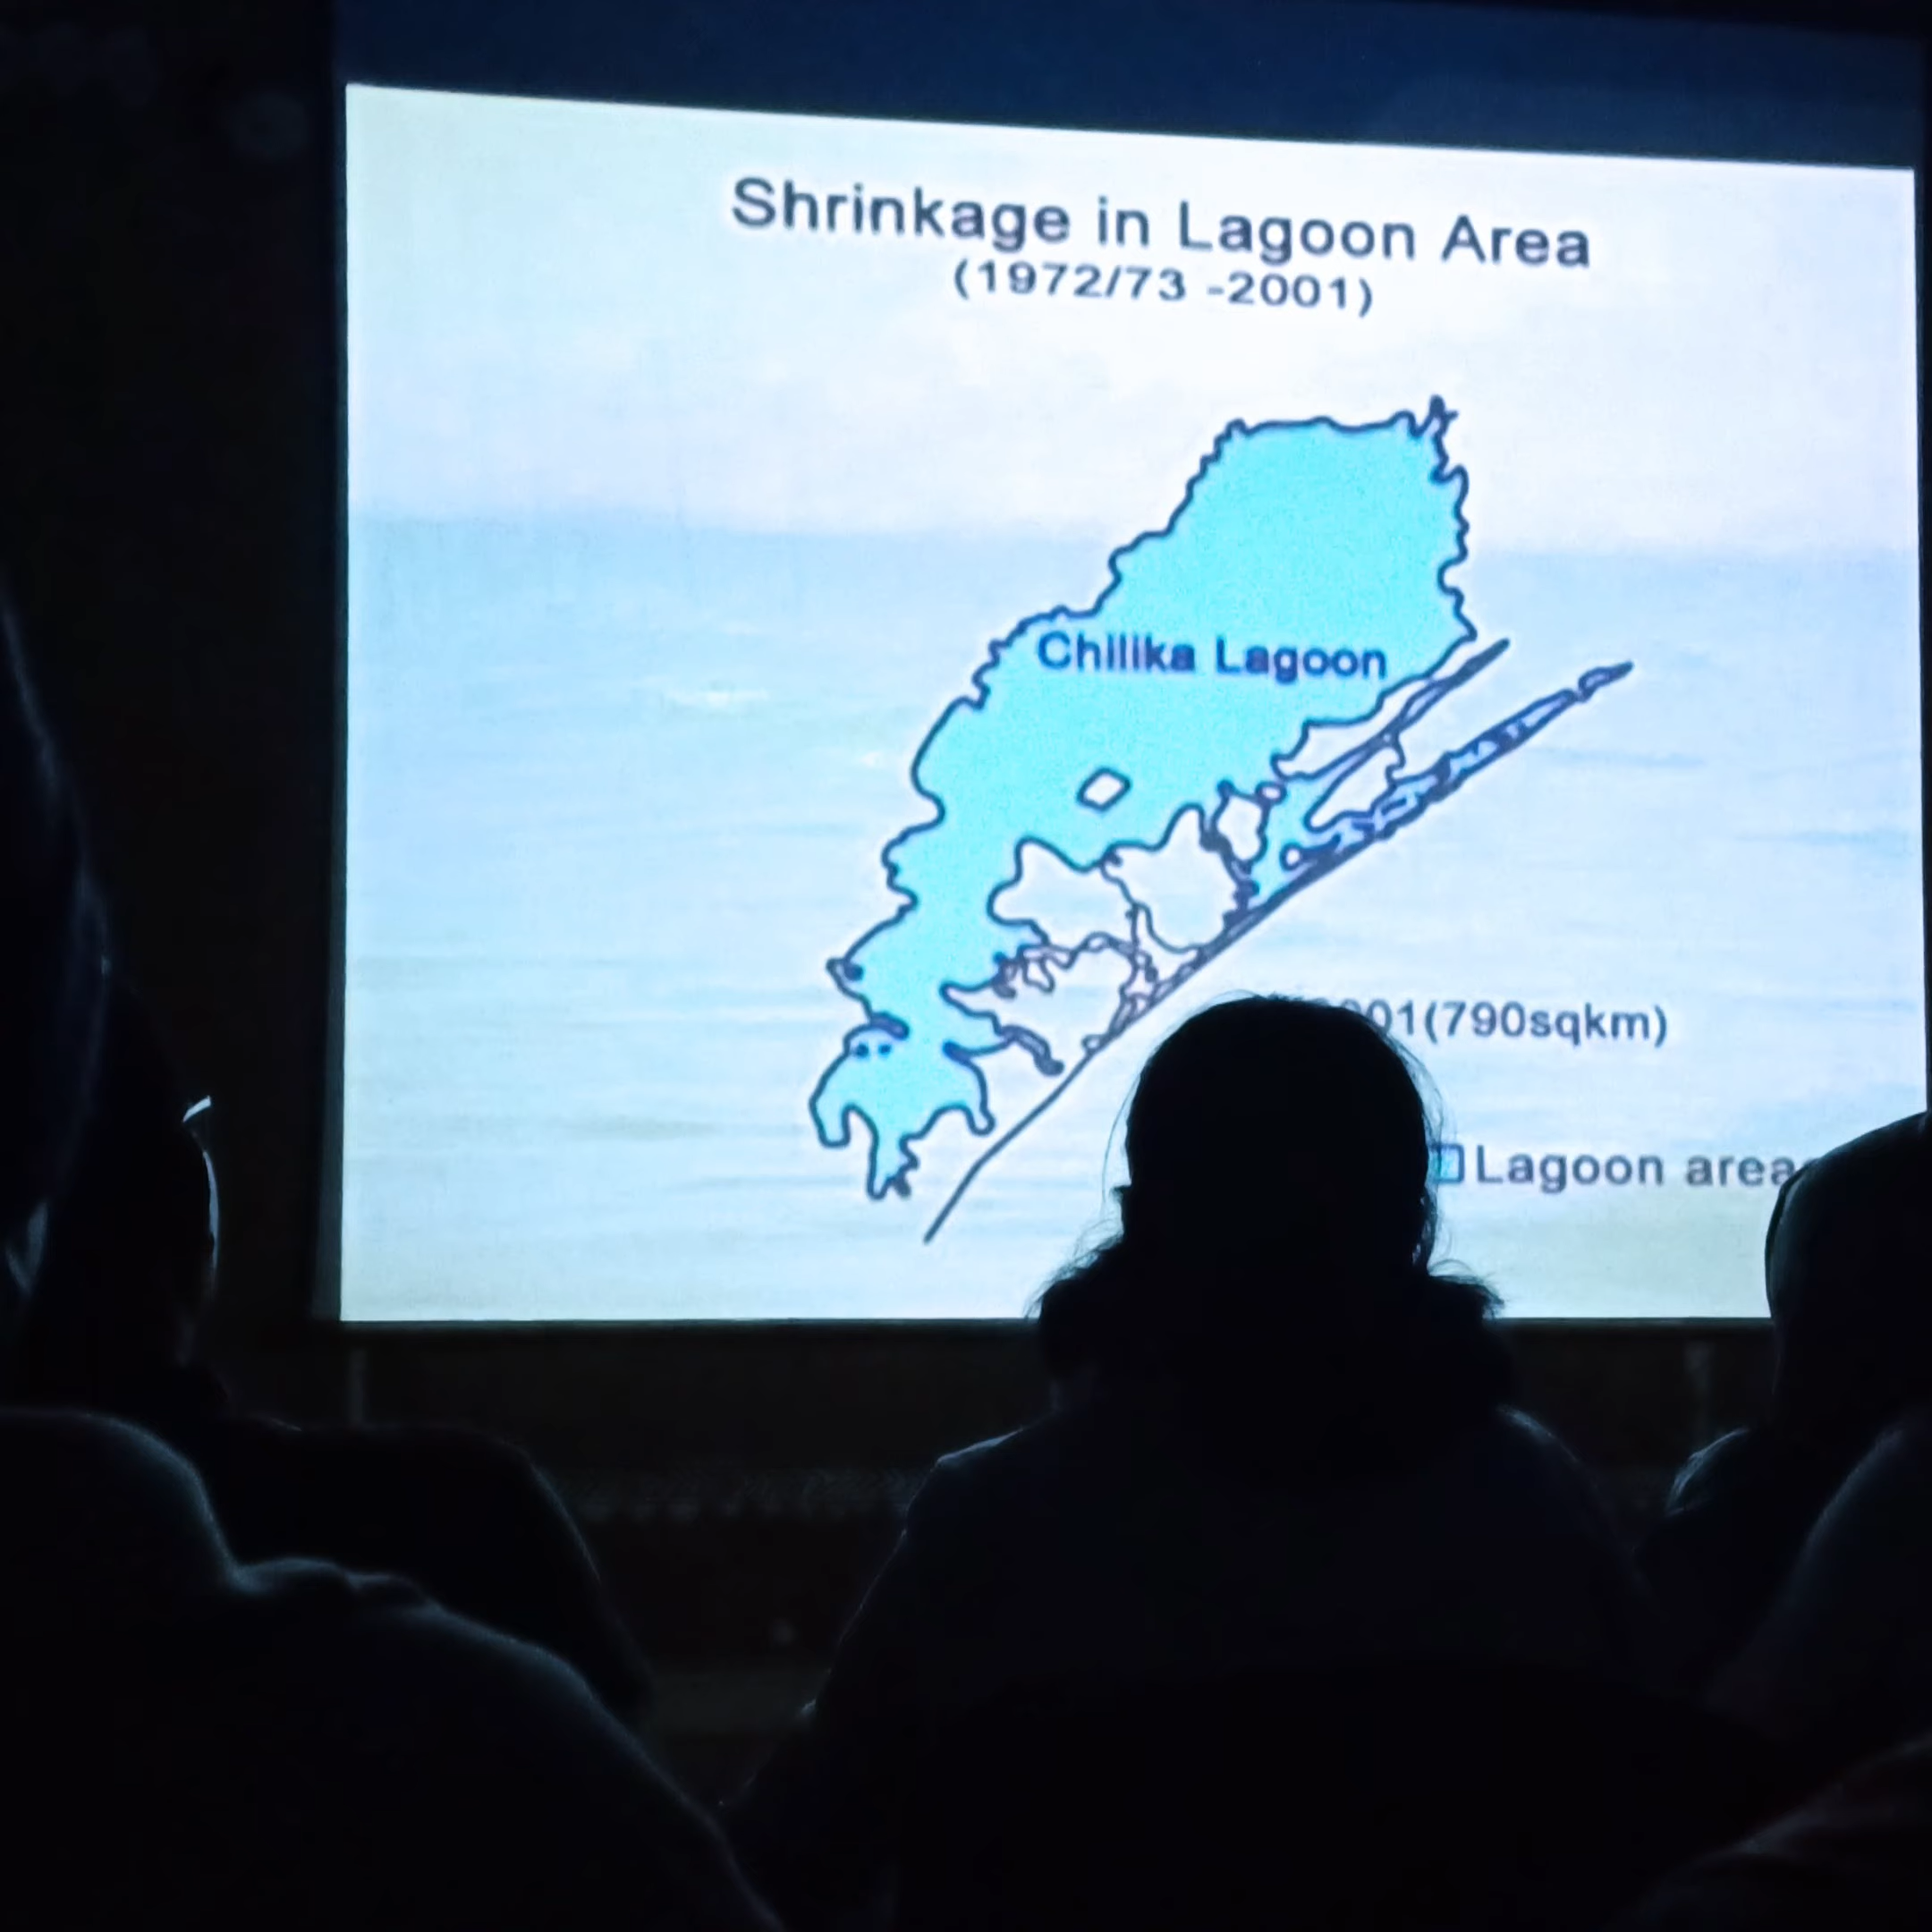 Shrinkage in Lagoon Area
(1972/73 -2001)
Chilika Lagoon
01(790sqkm)
Lagoon area